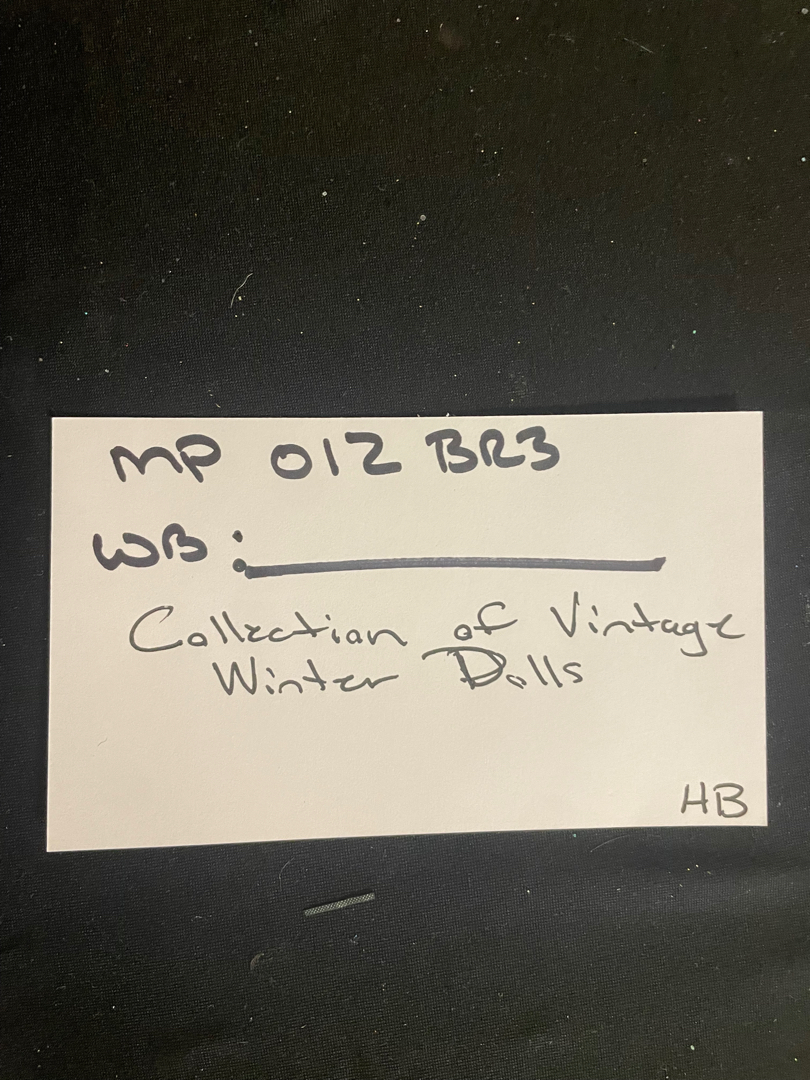 MP 012 BR3
WB: 
Collection of Vintage
Winter Dolls
HB